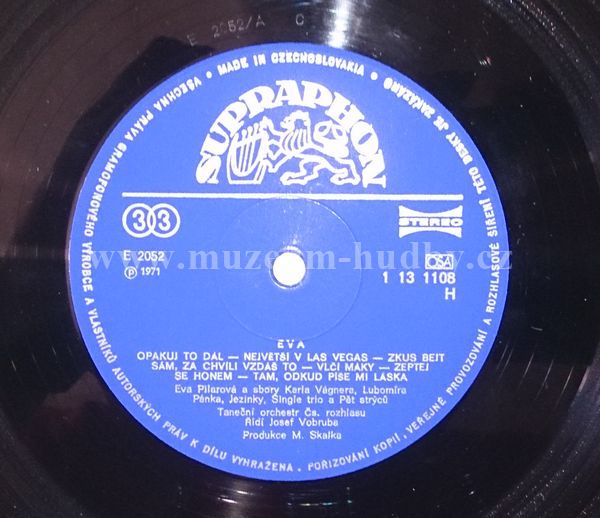 E 2052/A C
VŠECHNA PRÁVA GRAMOFONOVÉHO VÝROBCE A VLASTNÍKŮ AUTORSKÝCH PRÁV K DÍLU VYHRAŽENA. POŘIZOVÁNÍ KOPIÍ, VEŘEJNÉ PROVOZOVÁNÍ A ROZHLASOVÉ ŠÍŘENÍ TÉTO DESKY JE ZAKÁZÁNO • MADE IN CZECHOSLOVAKIA •
SUPRAPHON
33 STEREO
E 2052 OSA
Ⓟ 1971 1 13 1108
H
www.muzeum-hudby.cz
EVA
OPAKUJ TO DÁL — NEJVĚTŠÍ V LAS VEGAS — ZKUS BEJT
SÁM, ZA CHVÍLI VZDÁŠ TO — VLČÍ MÁKY — ZEPTEJ
SE HONEM — TAM, ODKUD PÍŠE MI LÁSKA
Eva Pilarová a sbory Karla Vágnera, Lubomíra
Pánka, Jezinky, Single trio a Pět strýců
Taneční orchestr Čs. rozhlasu
Řídí Josef Vobruba
Produkce M. Skalka